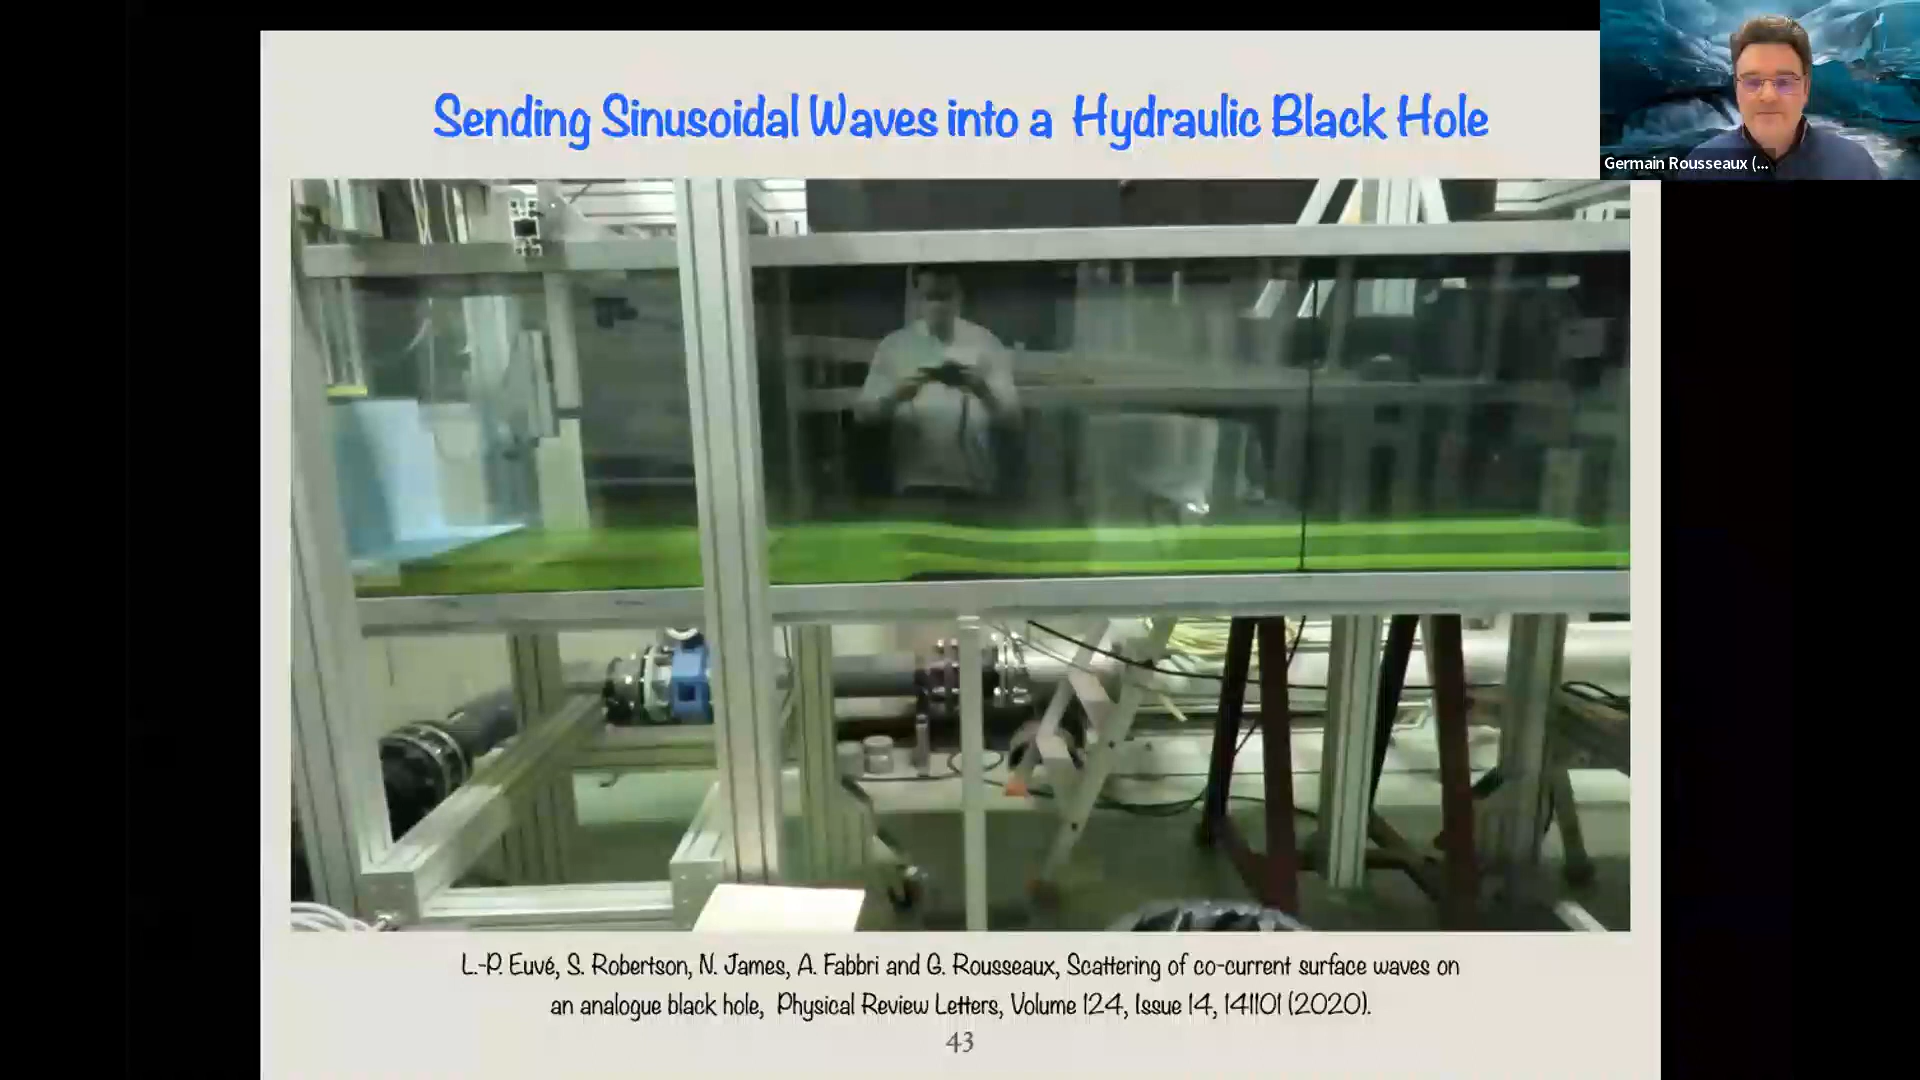 Sending Sinusoidal Waves into a Hydraulic Black Hole
Germain Rousseaux (...
L.-P. Euvé, S. Robertson, N. James, A. Fabbri and G. Rousseaux, Scattering of co-current surface waves on
an analogue black hole, Physical Review Letters, Volume 124, Issue 14, 141101 (2020).
43